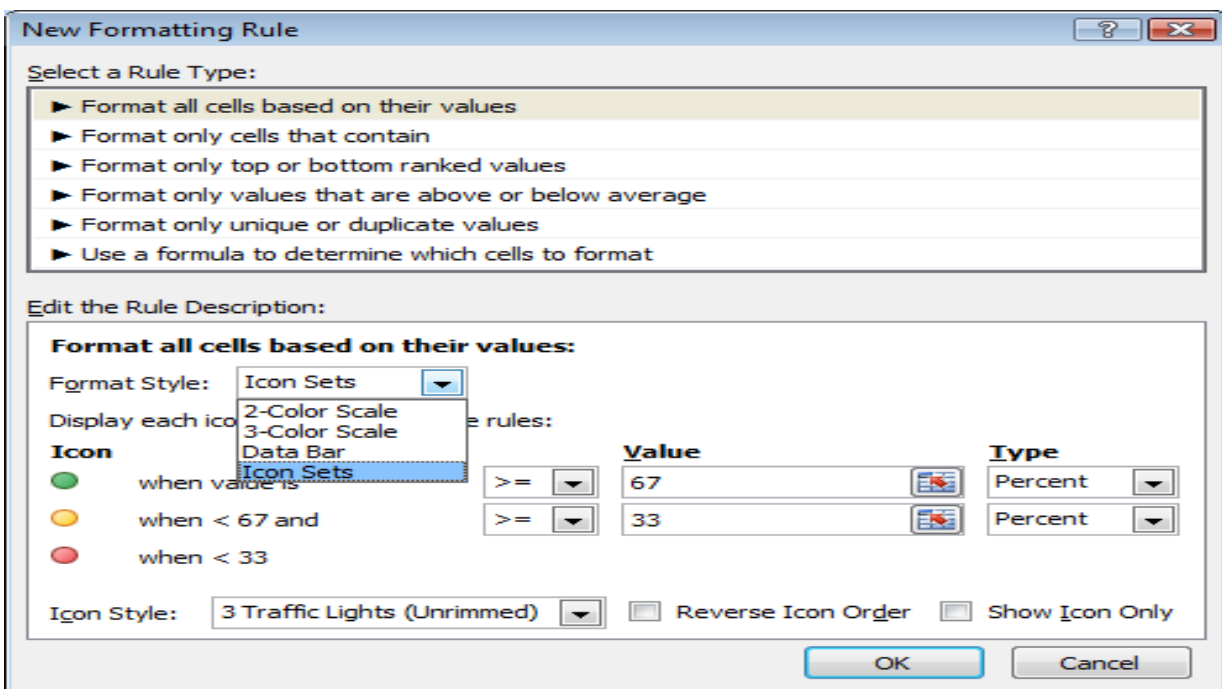 New Formatting Rule
Select a Rule Type:
► Format all cells based on their values
► Format only cells that contain
► Format only top or bottom ranked values
► Format only values that are above or below average
► Format only unique or duplicate values
► Use a formula to determine which cells to format
Edit the Rule Description:
Format all cells based on their values:
Format Style: Icon Sets
2-Color Scale
Display each ico e rules:
3-Color Scale
Icon Data Bar Value Type
Icon Sets
when value is >= 67 Percent
when < 67 and >= 33 Percent
when < 33
Icon Style: 3 Traffic Lights (Unrimmed) Reverse Icon Order Show Icon Only
OK Cancel